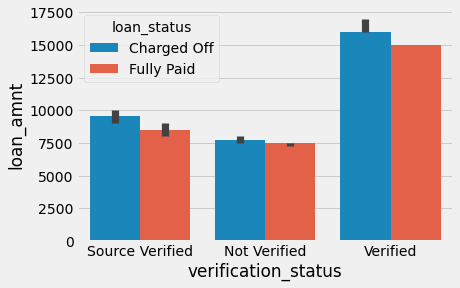 loan_status
Charged Off
Fully Paid
loan_amnt
17500
15000
12500
10000
7500
5000
2500
0
Source Verified
Not Verified
Verified
verification_status